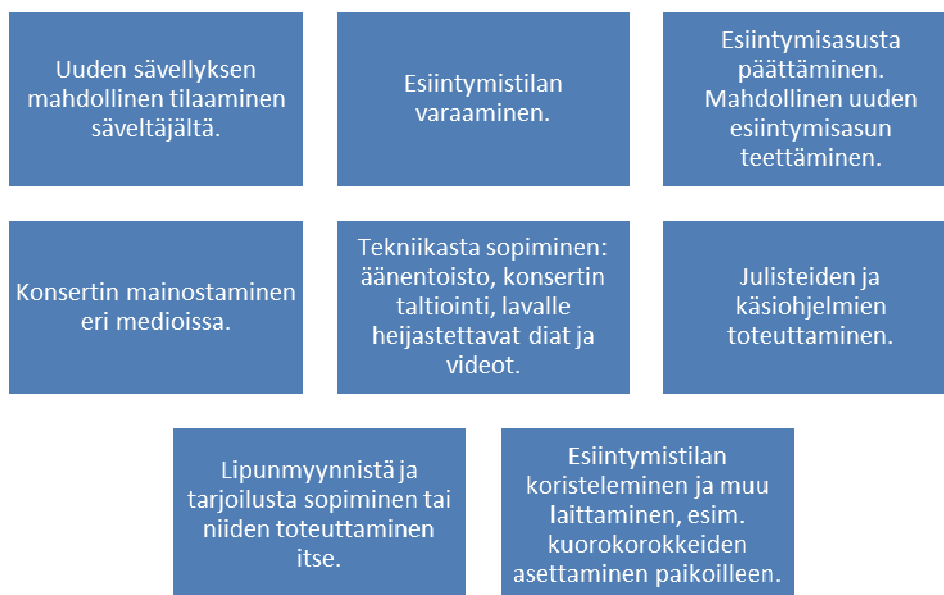 Uuden sävellyksen
mahdollinen tilaaminen
säveltäjältä.
Esiintymistilan
varaaminen.
Esiintymisasusta
päättäminen.
Mahdollinen uuden
esiintymisasun
teettäminen.
Konsertin mainostaminen
eri medioissa.
Tekniikasta sopiminen:
äänentoisto, konsertin
taltiointi, lavalle
heijastettavat diat ja
videot.
Julisteiden ja
käsiohjelmien
toteuttaminen.
Lipunmyynnistä ja
tarjoilusta sopiminen tai
niiden toteuttaminen
itse.
Esiintymistilan
koristeleminen ja muu
laittaminen, esim.
kuorokorokkeiden
asettaminen paikoilleen.